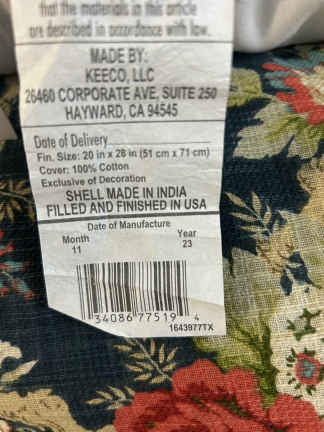 that the materials in this article
are described in accordance with law.
MADE BY:
KEECO, LLC
26460 CORPORATE AVE, SUITE 250
HAYWARD, CA 94545
Date of Delivery
Fin. Size: 20 in x 28 in (51 cm x 71 cm)
Cover: 100% Cotton
Exclusive of Decoration
SHELL MADE IN INDIA
FILLED AND FINISHED IN USA
Date of Manufacture
Month Year
11 23
34086 77519 4
1643977TX